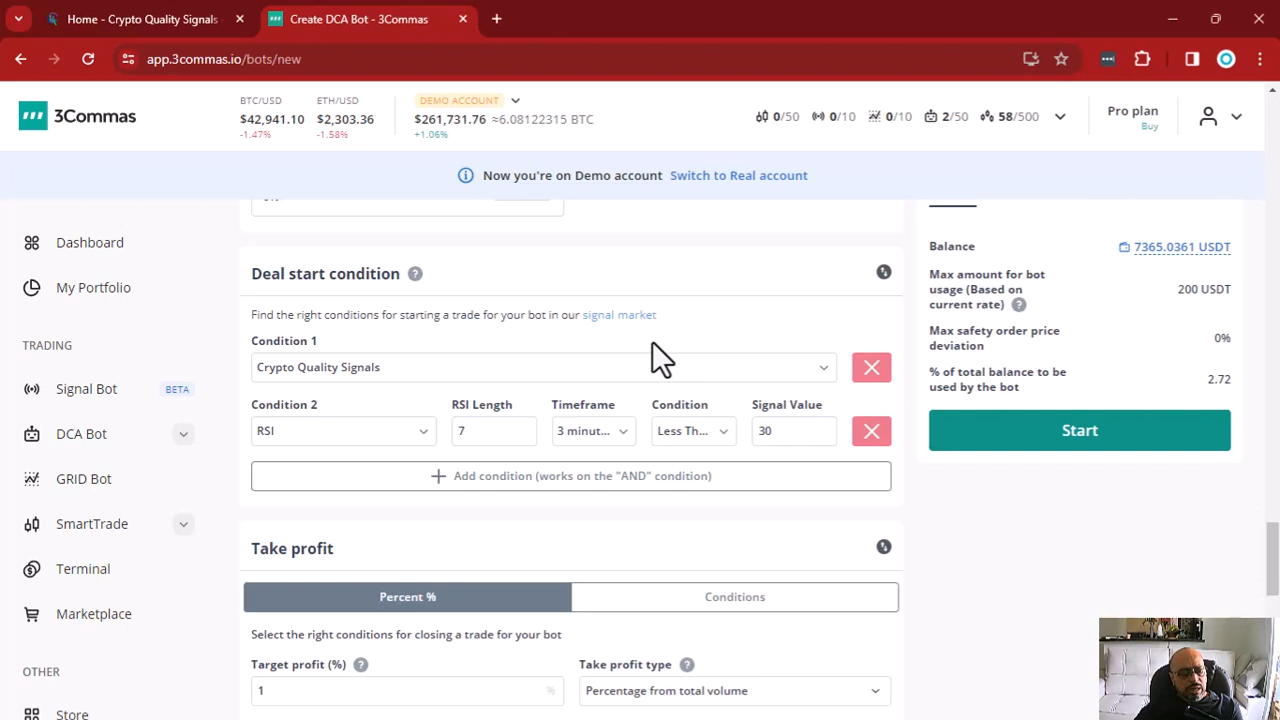 Home - Crypto Quality Signals
Create DCA Bot - 3Commas
app.3commas.io/bots/new
3Commas
BTC/USD
$42,941.10
-1.47%
ETH/USD
$2,303.36
-1.58%
DEMO ACCOUNT
$261,731.76 ≈6.08122315 BTC
+1.06%
0/50
0/10
0/10
2/50
58/500
Pro plan
Buy
Now you're on Demo account Switch to Real account
Dashboard
My Portfolio
TRADING
Signal Bot BETA
DCA Bot
GRID Bot
SmartTrade
Terminal
Marketplace
OTHER
Store
Deal start condition ?
Find the right conditions for starting a trade for your bot in our signal market
Condition 1
Crypto Quality Signals
Condition 2 RSI Length Timeframe Condition Signal Value
RSI 7 3 minut... Less Th... 30
Add condition (works on the "AND" condition)
Take profit
Percent % Conditions
Select the right conditions for closing a trade for your bot
Target profit (%) ? Take profit type ?
1 % Percentage from total volume
Balance 7365.0361 USDT
Max amount for bot
usage (Based on
current rate) ?
200 USDT
Max safety order price
deviation
0%
% of total balance to be
used by the bot
2.72
Start